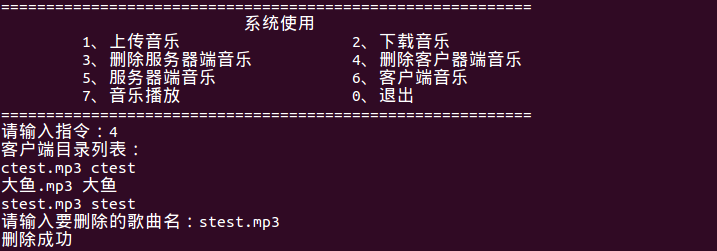 ===========================================================
系统使用
1、上传音乐 2、下载音乐
3、删除服务器端音乐 4、删除客户器端音乐
5、服务器端音乐 6、客户端音乐
7、音乐播放 0、退出
===========================================================
请输入指令：4
客户端目录列表：
ctest.mp3 ctest
大鱼.mp3 大鱼
stest.mp3 stest
请输入要删除的歌曲名：stest.mp3
删除成功